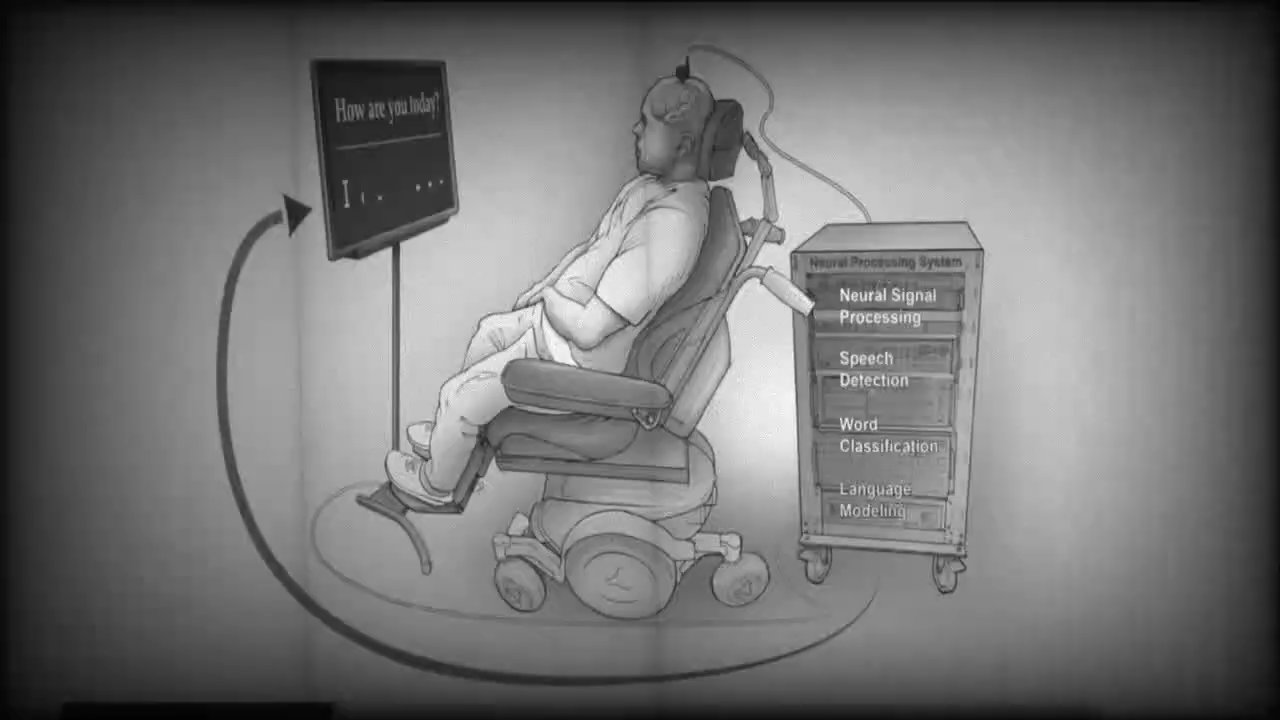 How are you today?
I
Neural Processing System
Neural Signal
Processing
Speech
Detection
Word
Classification
Language
Modeling